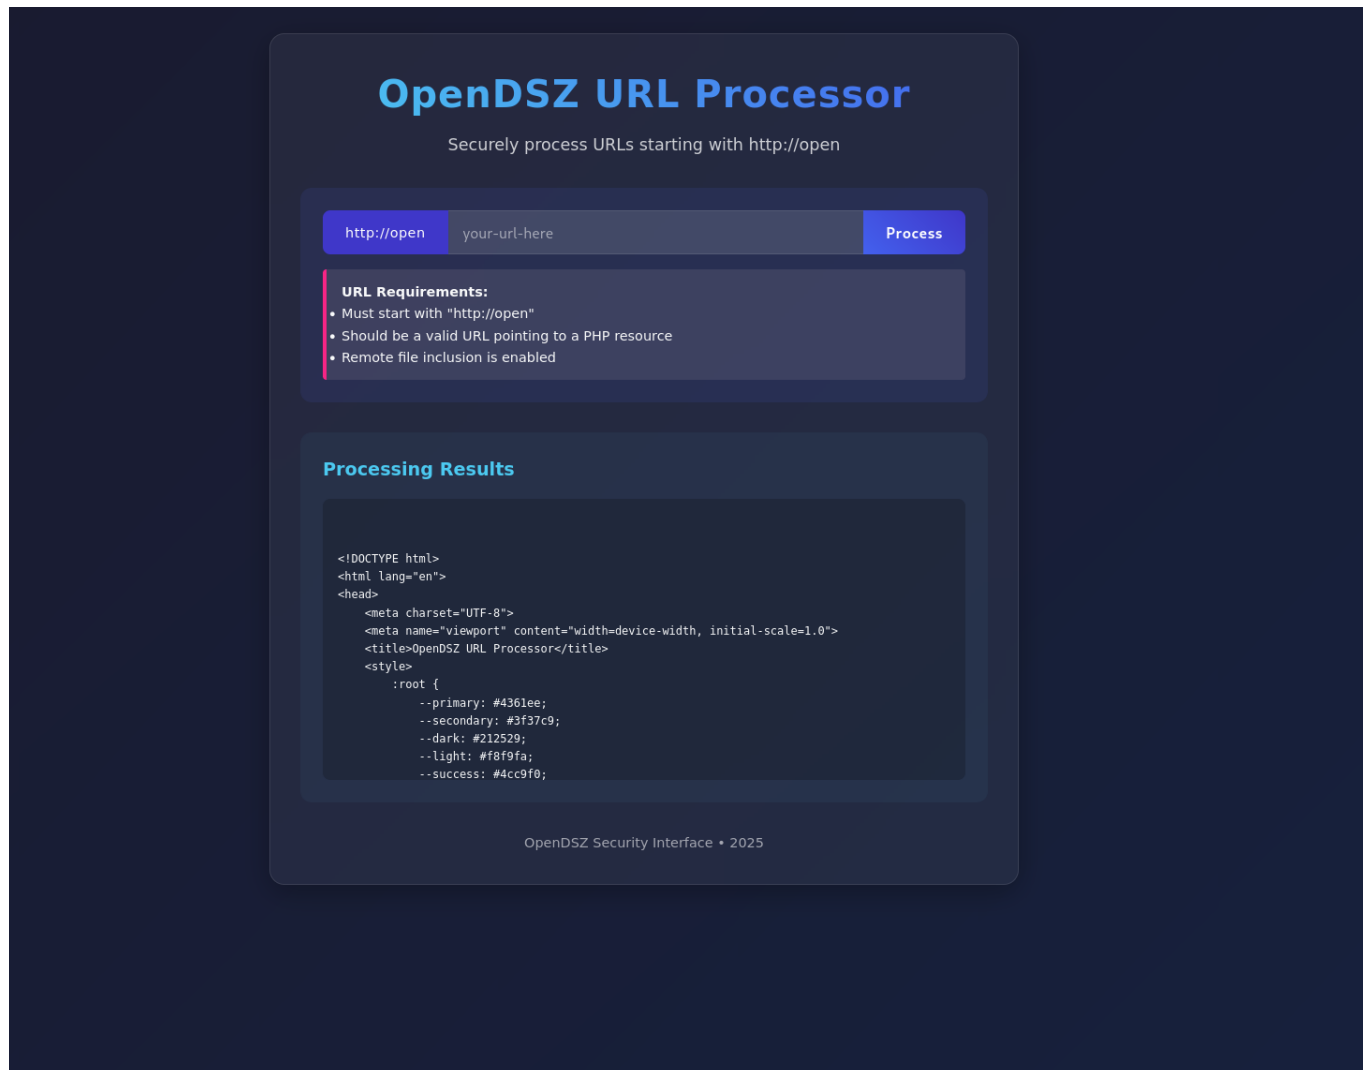 OpenDSZ URL Processor
Securely process URLs starting with http://open
http://open your-url-here Process
URL Requirements:
• Must start with "http://open"
• Should be a valid URL pointing to a PHP resource
• Remote file inclusion is enabled
Processing Results
<!DOCTYPE html>
<html lang="en">
<head>
    <meta charset="UTF-8">
    <meta name="viewport" content="width=device-width, initial-scale=1.0">
    <title>OpenDSZ URL Processor</title>
    <style>
        :root {
            --primary: #4361ee;
            --secondary: #3f37c9;
            --dark: #212529;
            --light: #f8f9fa;
            --success: #4cc9f0;
OpenDSZ Security Interface • 2025